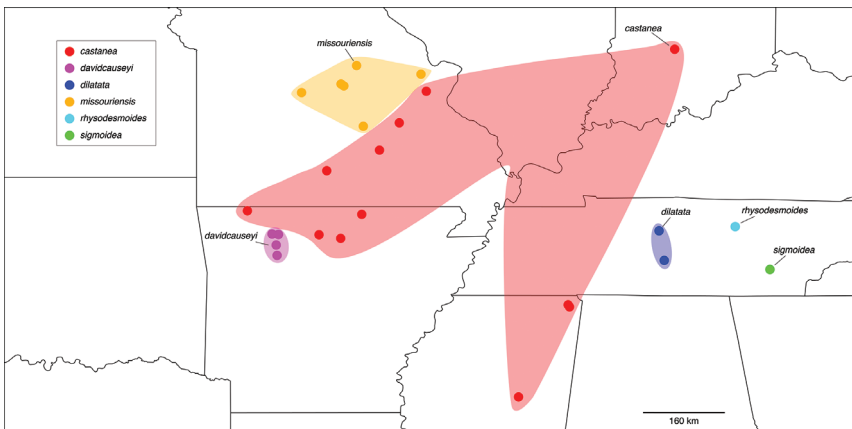 castanea
davidcauseyi
dilatata
missouriensis
rhysodesmoides
sigmoidea
missouriensis
castanea
davidcauseyi
dilatata
rhysodesmoides
sigmoidea
160 km